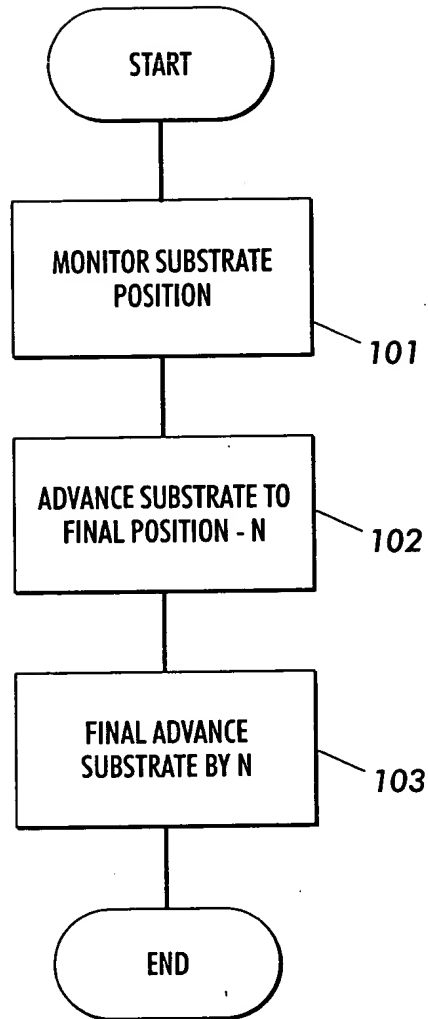 START
MONITOR SUBSTRATE
POSITION
101
ADVANCE SUBSTRATE TO
FINAL POSITION - N
102
FINAL ADVANCE
SUBSTRATE BY N
103
END